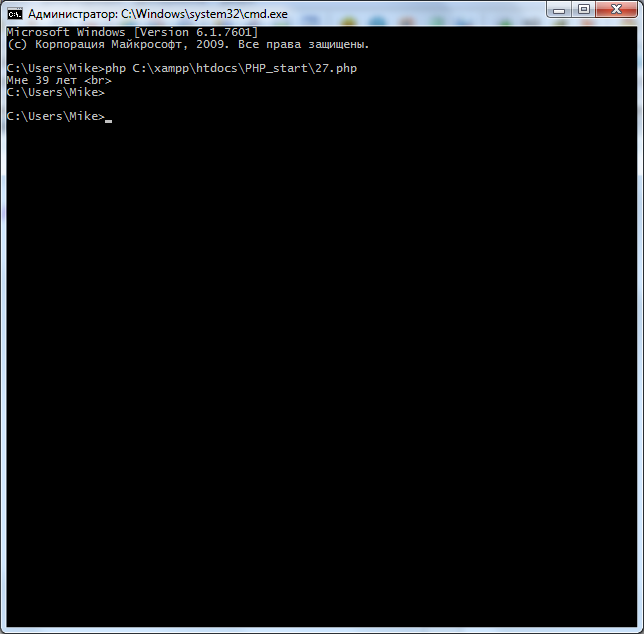 Администратор: C:\Windows\system32\cmd.exe
Microsoft Windows [Version 6.1.7601]
(c) Корпорация Майкрософт, 2009. Все права защищены.
C:\Users\Mike>php C:\xampp\htdocs\PHP_start\27.php
Мне 39 лет <br>
C:\Users\Mike>
C:\Users\Mike>